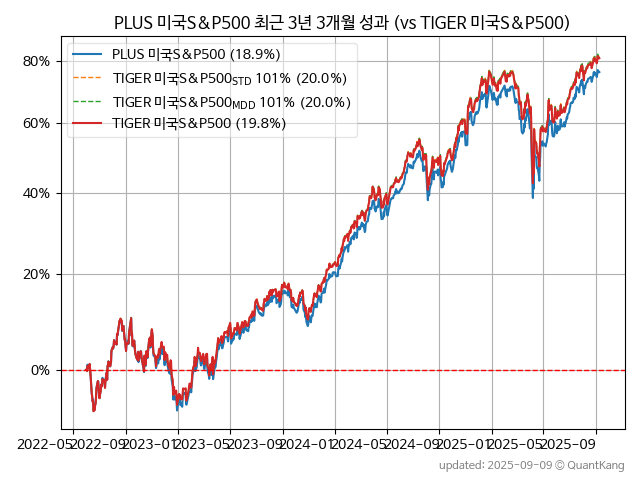 PLUS 미국S&P500 최근 3년 3개월 성과 (vs TIGER 미국S&P500)
PLUS 미국S&P500 (18.9%)
TIGER 미국S&P500STD 101% (20.0%)
TIGER 미국S&P500MDD 101% (20.0%)
TIGER 미국S&P500 (19.8%)
80%
60%
40%
20%
0%
2022-05 2022-09 2023-01 2023-05 2023-09 2024-01 2024-05 2024-09 2025-01 2025-05 2025-09
updated: 2025-09-09 © QuantKang